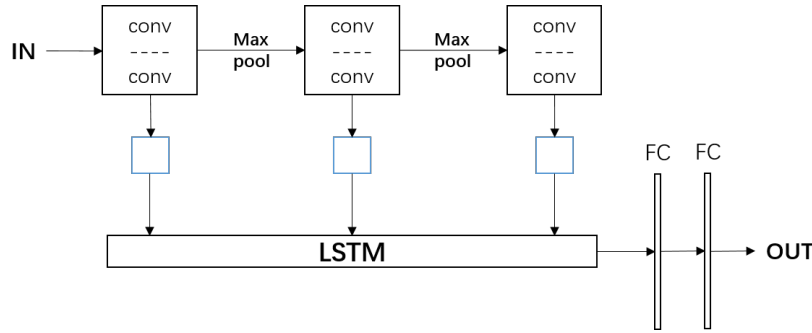 IN
conv
----
conv
Max
pool
conv
----
conv
Max
pool
conv
----
conv
FC
FC
LSTM
OUT